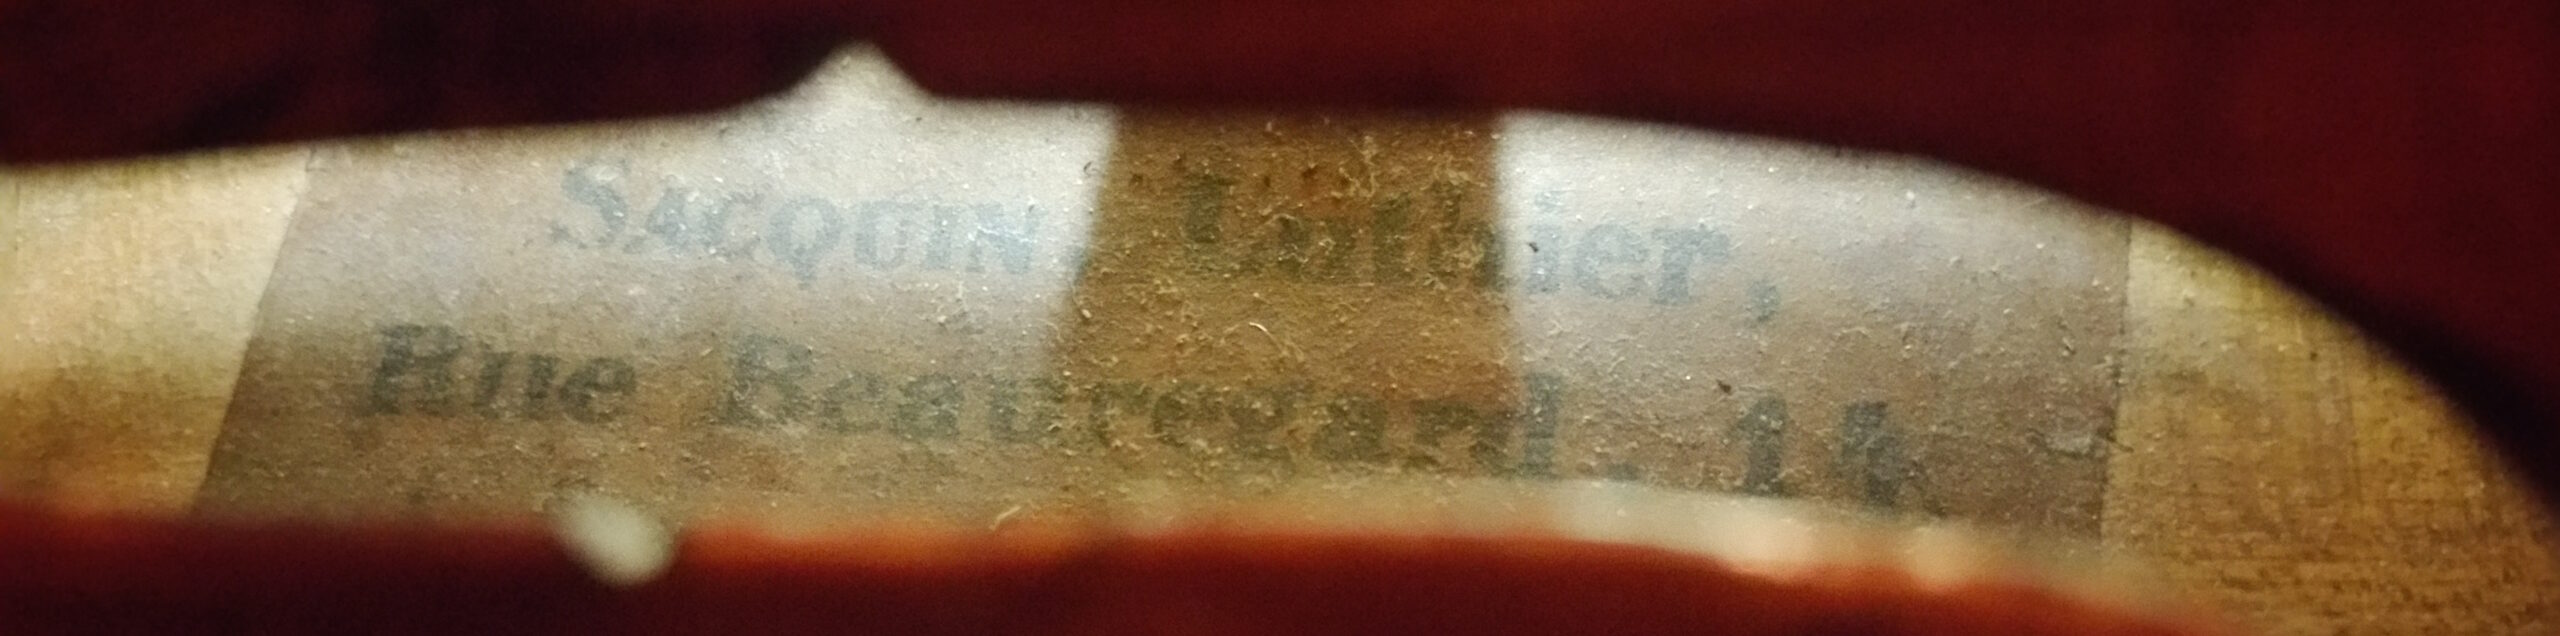 SACQUIN Luthier,
Rue Beauregard. 14